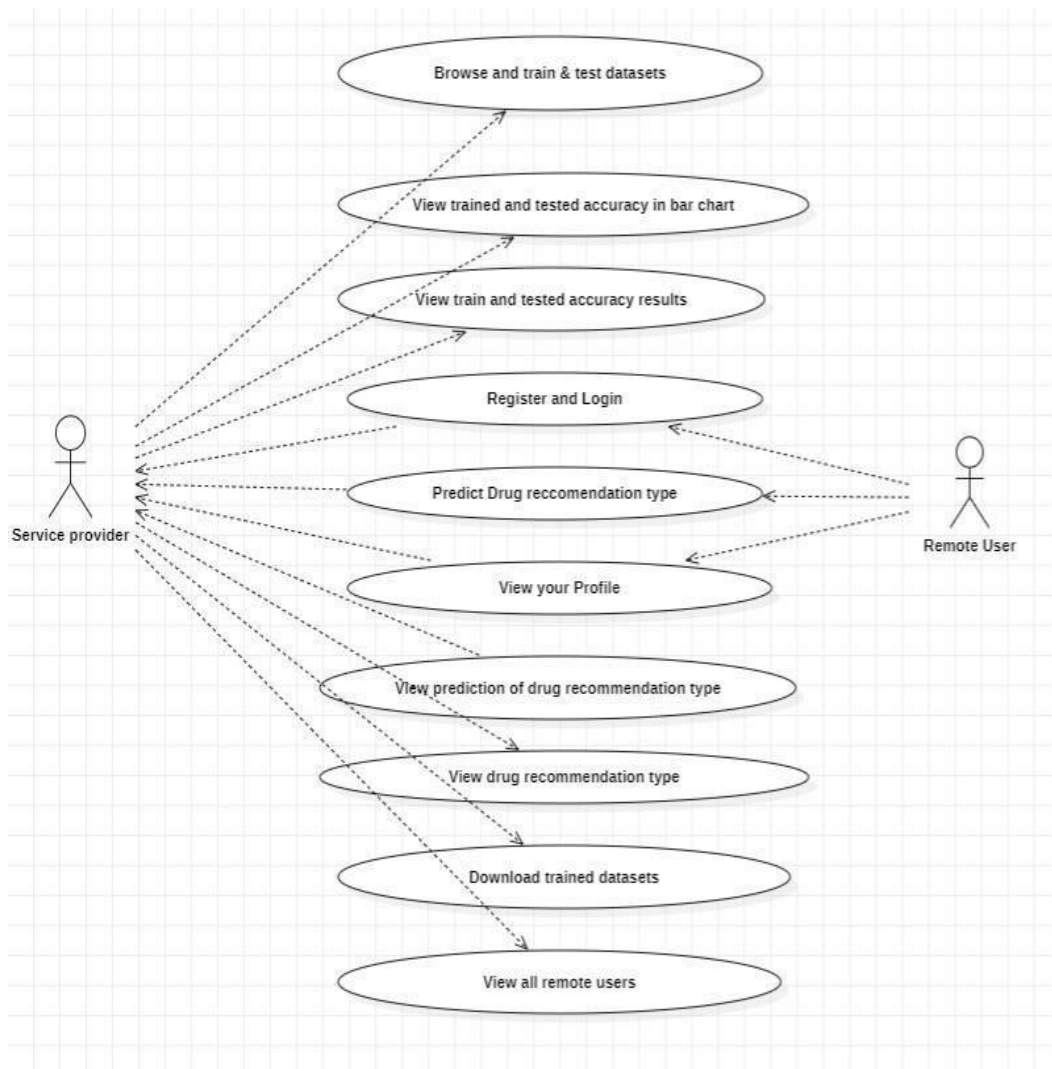 Browse and train & test datasets
View trained and tested accuracy in bar chart
View train and tested accuracy results
Register and Login
Predict Drug reccomendation type
Service provider
Remote User
View your Profile
View prediction of drug recommendation type
View drug recommendation type
Download trained datasets
View all remote users